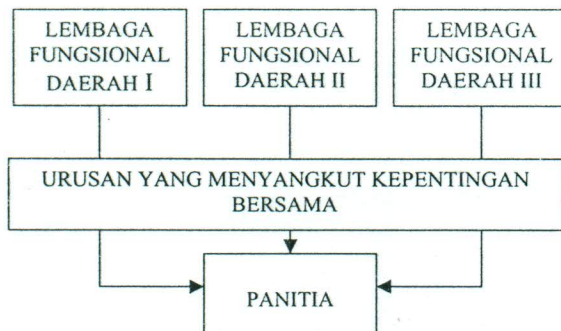 LEMBAGA
FUNGSIONAL
DAERAH I
LEMBAGA
FUNGSIONAL
DAERAH II
LEMBAGA
FUNGSIONAL
DAERAH III
URUSAN YANG MENYANGKUT KEPENTINGAN
BERSAMA
PANITIA